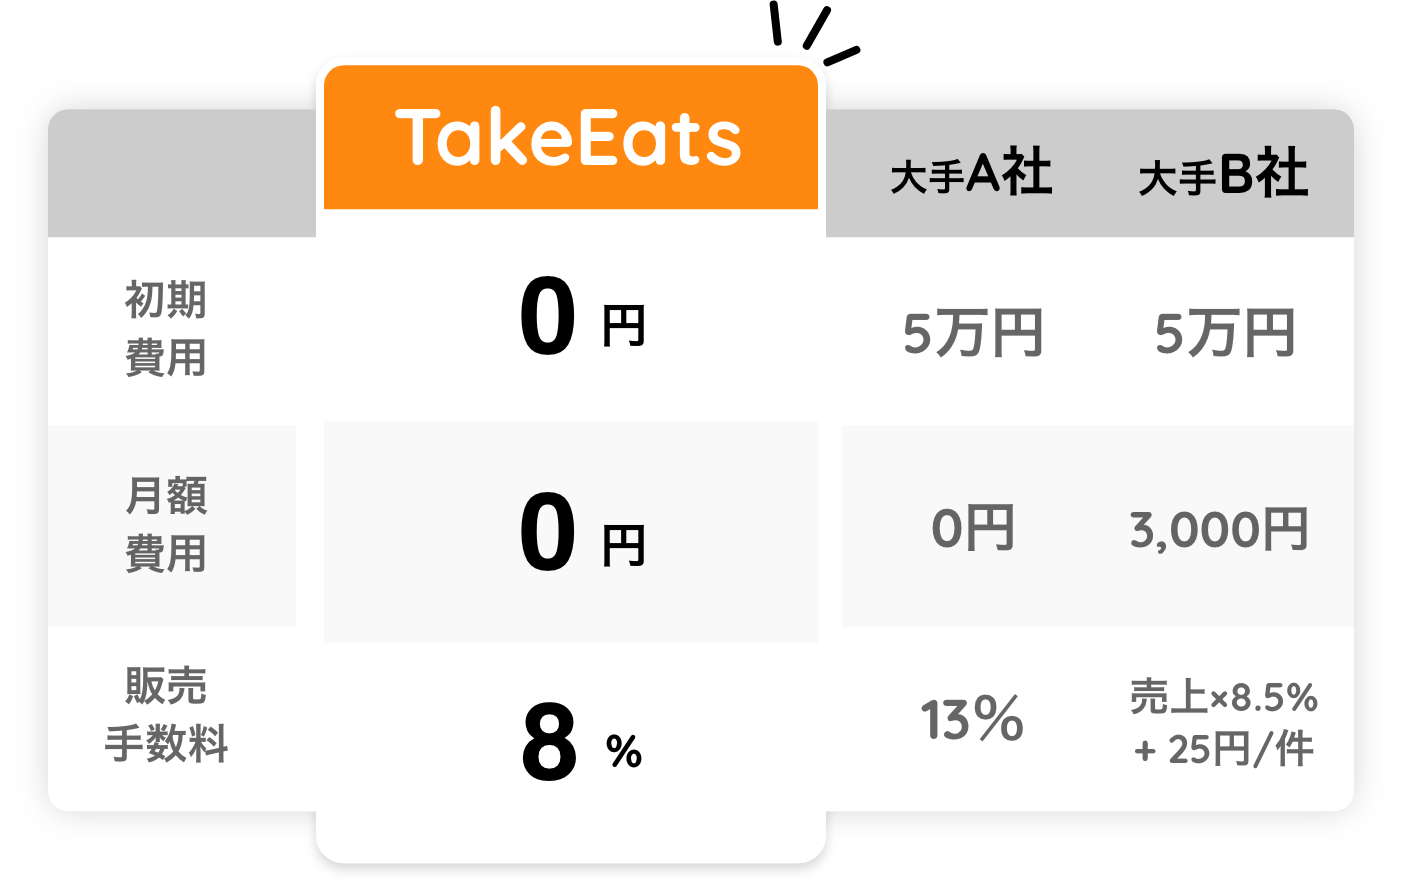 TakeEats
大手A社
大手B社
初期
費用
0 円
5万円
5万円
月額
費用
0 円
0円
3,000円
販売
手数料
8 %
13%
売上×8.5%
+ 25円/件